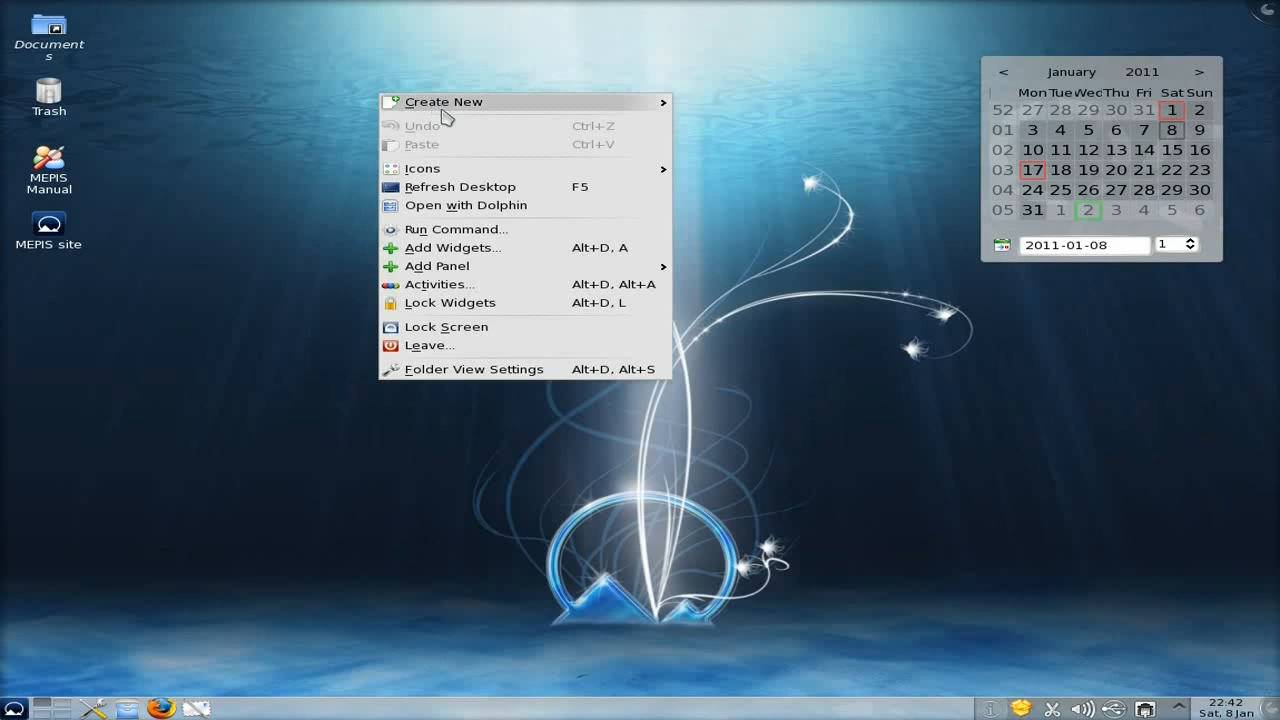 Document
s
Trash
MEPIS
Manual
MEPIS site
Create New
Undo Ctrl+Z
Paste Ctrl+V
Icons
Refresh Desktop F5
Open with Dolphin
Run Command...
Add Widgets... Alt+D, A
Add Panel
Activities... Alt+D, Alt+A
Lock Widgets Alt+D, L
Lock Screen
Leave...
Folder View Settings Alt+D, Alt+S
< January 2011 >
Mon Tue Wed Thu Fri Sat Sun
52 27 28 29 30 31 1 2
01 3 4 5 6 7 8 9
02 10 11 12 13 14 15 16
03 17 18 19 20 21 22 23
04 24 25 26 27 28 29 30
05 31 1 2 3 4 5 6
2011-01-08 1
22:42
Sat, 8 Jan